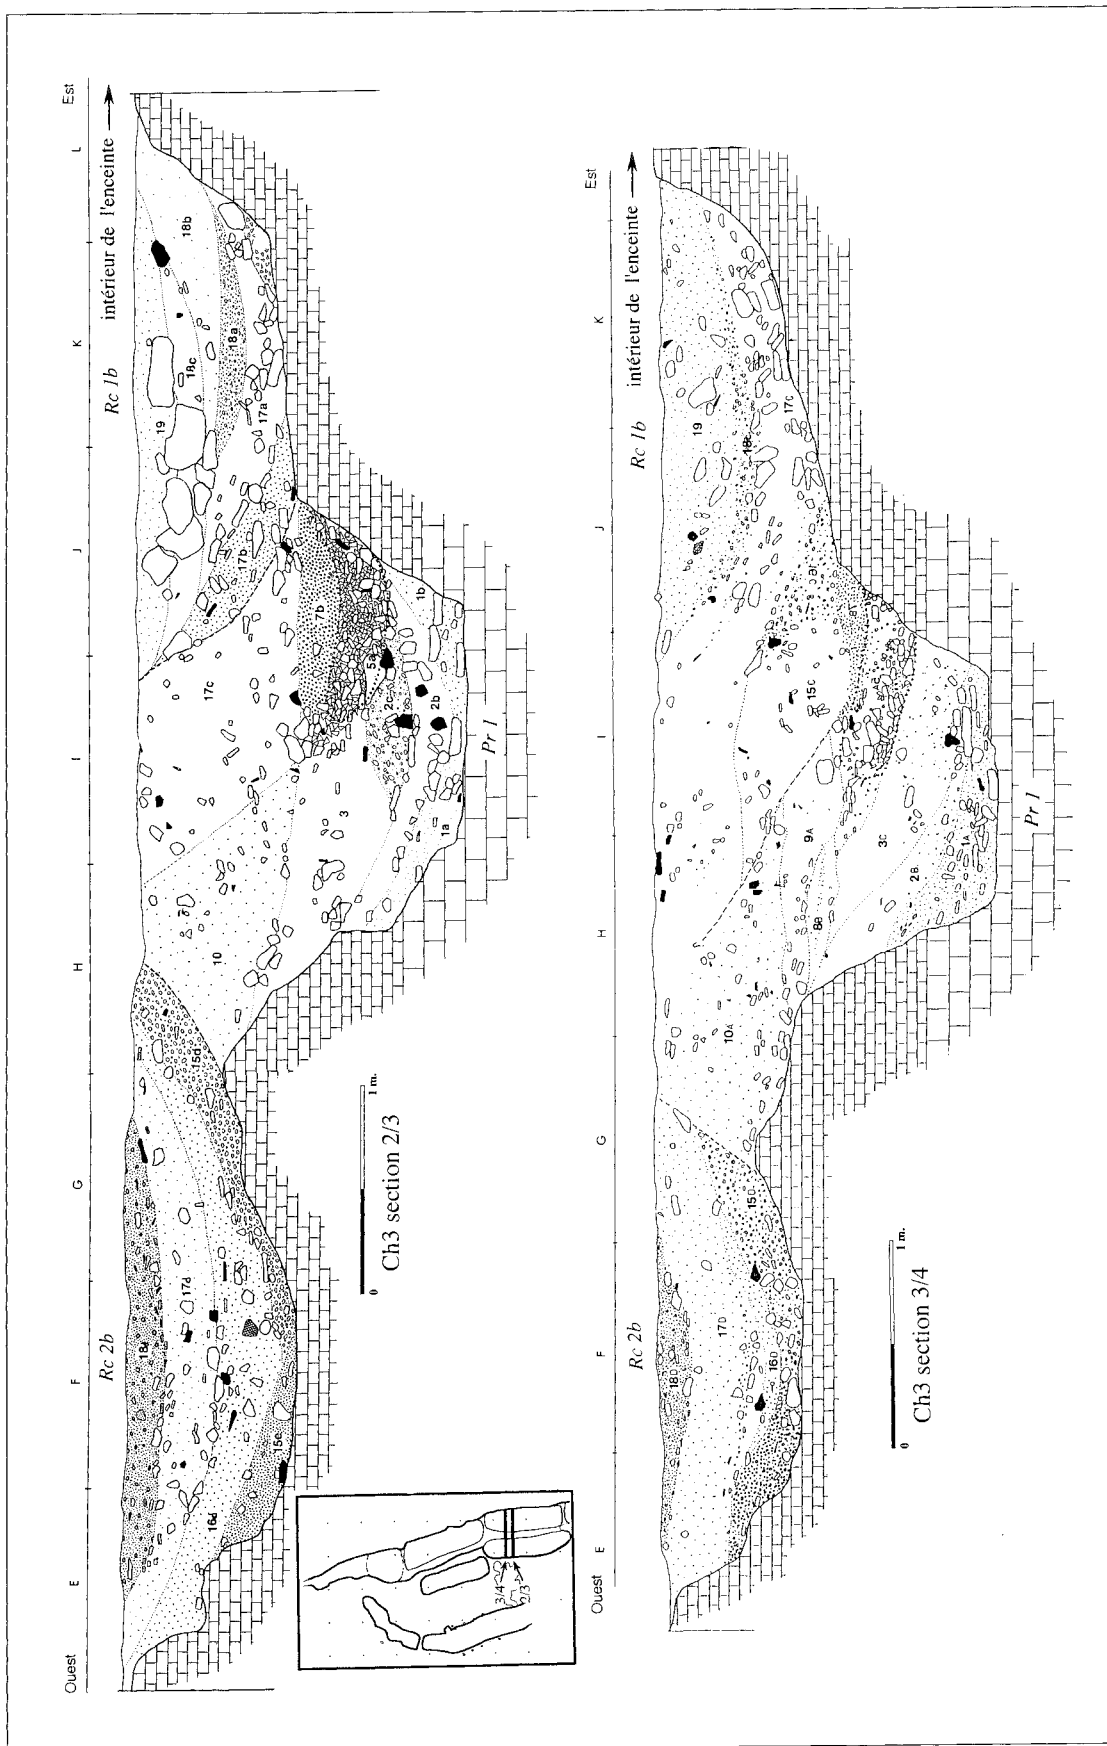 Ouest E F G H I J K L Est
Rc 2b Rc 1b intérieur de l'enceinte
18d 17d 16d 15e 15d 10 3 17c 17b 17a 18a 18b 18c 19
7b 5a 2c 2b 1b 1a
Pr 1
0 1 m.
Ch3 section 2/3
3/4
2/3
Ouest E F G H I J K Est
Rc 2b Rc 1b intérieur de l'enceinte
18D 17D 16D 15D 10A 9A 8B 3C 2B 1A 15C 17C 19
Pr 1
0 1 m.
Ch3 section 3/4